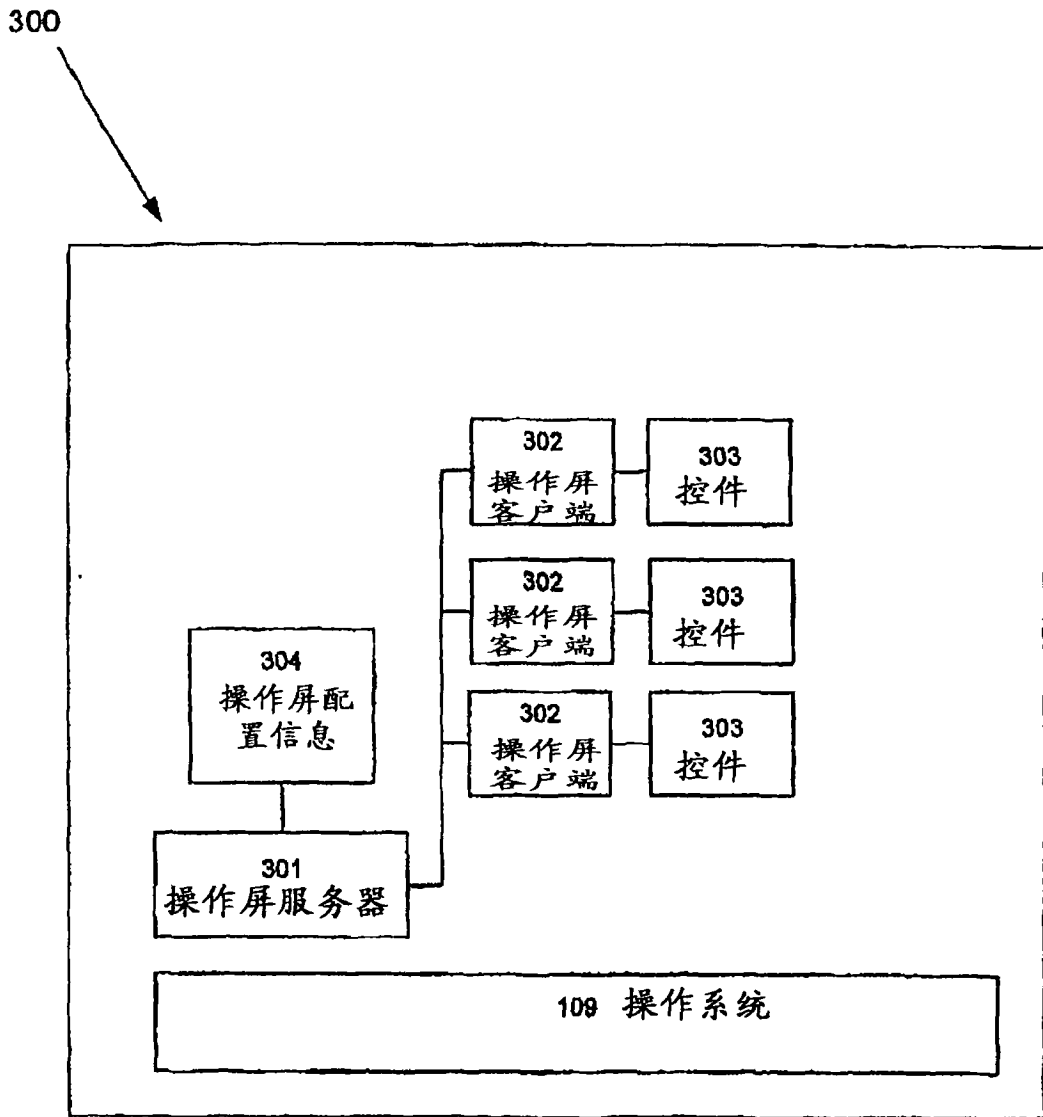 300
302
操作屏
客户端
303
控件
302
操作屏
客户端
303
控件
304
操作屏配
置信息
302
操作屏
客户端
303
控件
301
操作屏服务器
109 操作系统